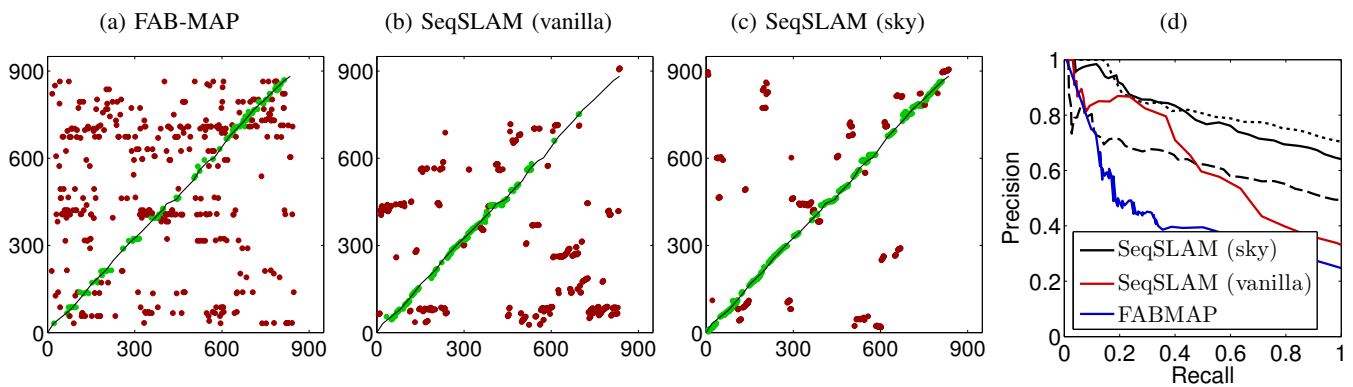 (a) FAB-MAP
(b) SeqSLAM (vanilla)
(c) SeqSLAM (sky)
(d)
900
600
300
0
0 300 600 900
900
600
300
0
0 300 600 900
900
600
300
0
0 300 600 900
1
0.8
0.6
0.4
0.2
0
Precision
SeqSLAM (sky)
SeqSLAM (vanilla)
FABMAP
0 0.2 0.4 0.6 0.8 1
Recall